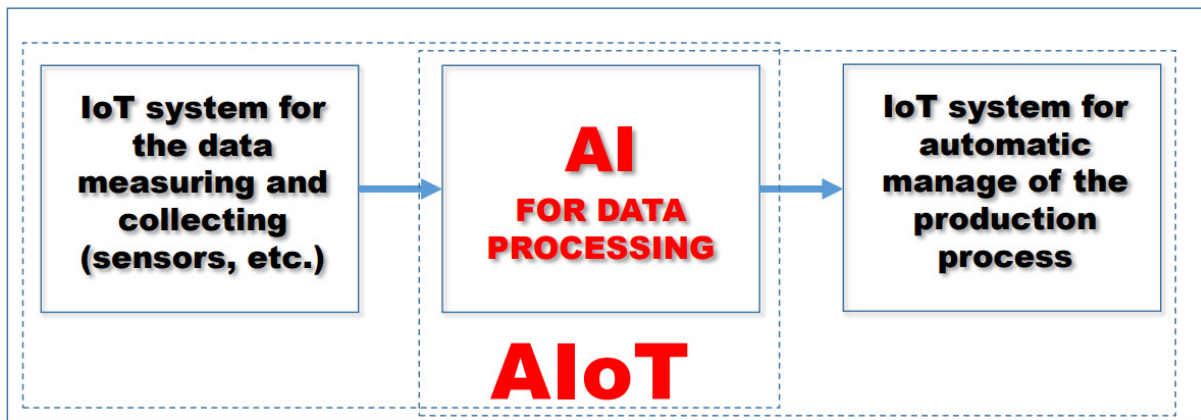 IoT system for
the data
measuring and
collecting
(sensors, etc.)
AI
FOR DATA
PROCESSING
IoT system for
automatic
manage of the
production
process
AIoT